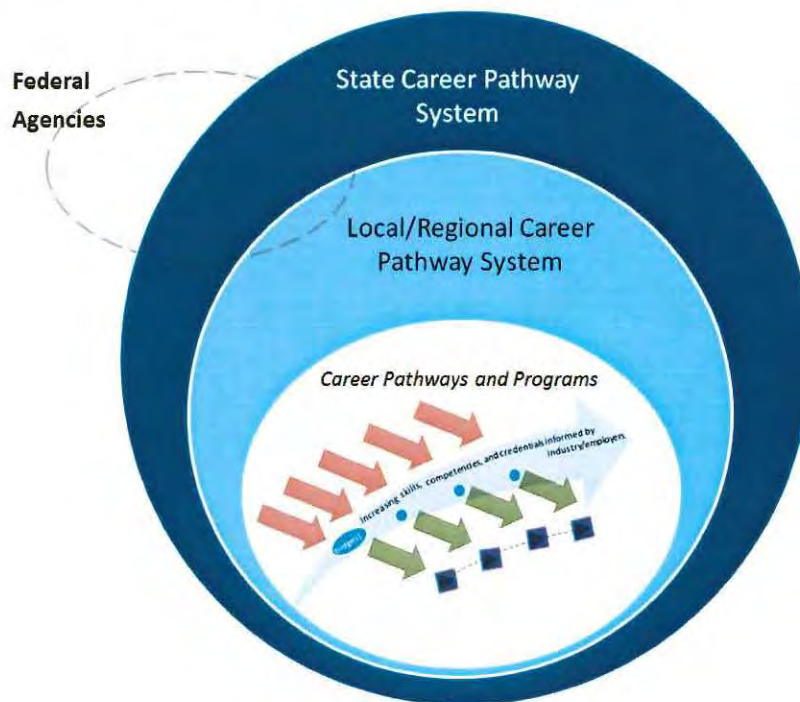 Federal
Agencies
State Career Pathway
System
Local/Regional Career
Pathway System
Career Pathways and Programs
Increasing skills, competencies, and credentials informed by
industry/employers